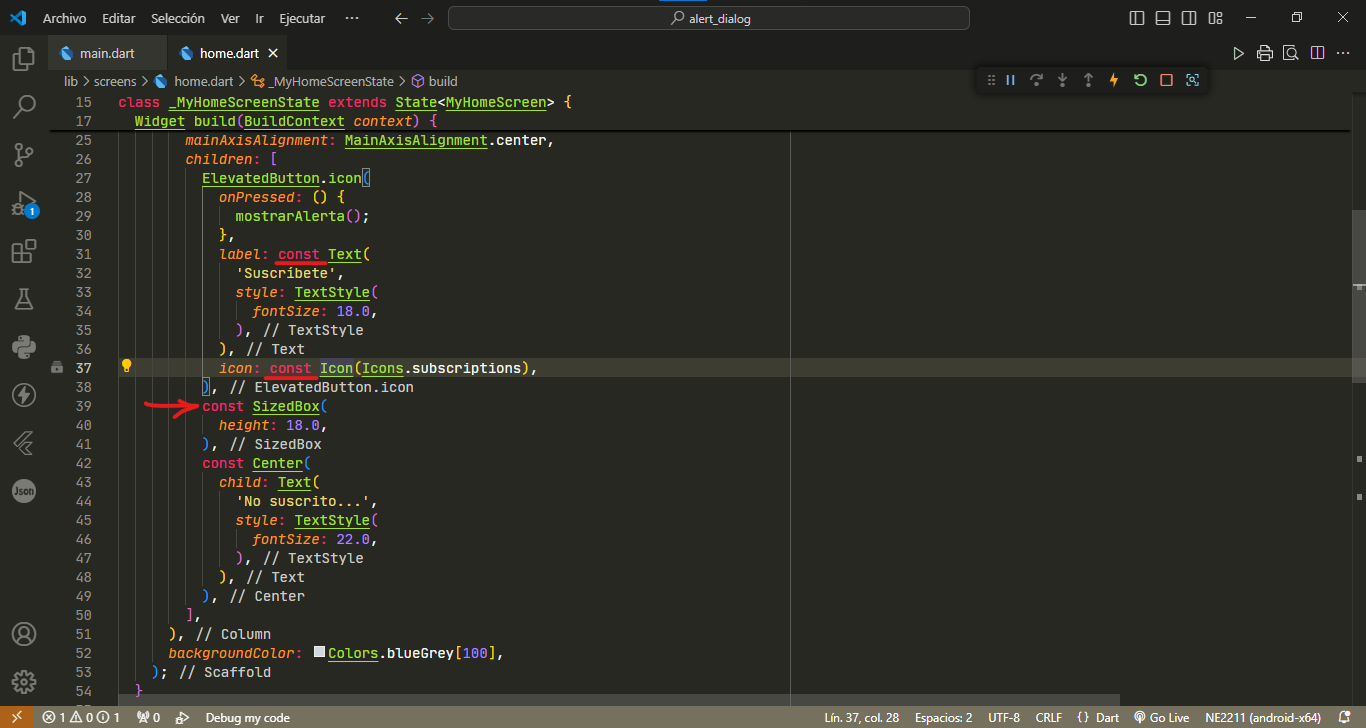 Archivo Editar Selección Ver Ir Ejecutar ··· alert_dialog
main.dart home.dart
lib > screens > home.dart > _MyHomeScreenState > build
15 class _MyHomeScreenState extends State<MyHomeScreen> {
17 Widget build(BuildContext context) {
25 mainAxisAlignment: MainAxisAlignment.center,
26 children: [
27 ElevatedButton.icon(
28 onPressed: () {
29 mostrarAlerta();
30 },
31 label: const Text(
32 'Suscríbete',
33 style: TextStyle(
34 fontSize: 18.0,
35 ), // TextStyle
36 ), // Text
37 icon: const Icon(Icons.subscriptions),
38 ), // ElevatedButton.icon
39 const SizedBox(
40 height: 18.0,
41 ), // SizedBox
42 const Center(
43 child: Text(
44 'No suscrito...',
45 style: TextStyle(
46 fontSize: 22.0,
47 ), // TextStyle
48 ), // Text
49 ), // Center
50 ],
51 ), // Column
52 backgroundColor: Colors.blueGrey[100],
53 ); // Scaffold
54 }
1
Json
1 0 1 0 Debug my code Lín. 37, col. 28 Espacios: 2 UTF-8 CRLF {} Dart Go Live NE2211 (android-x64)